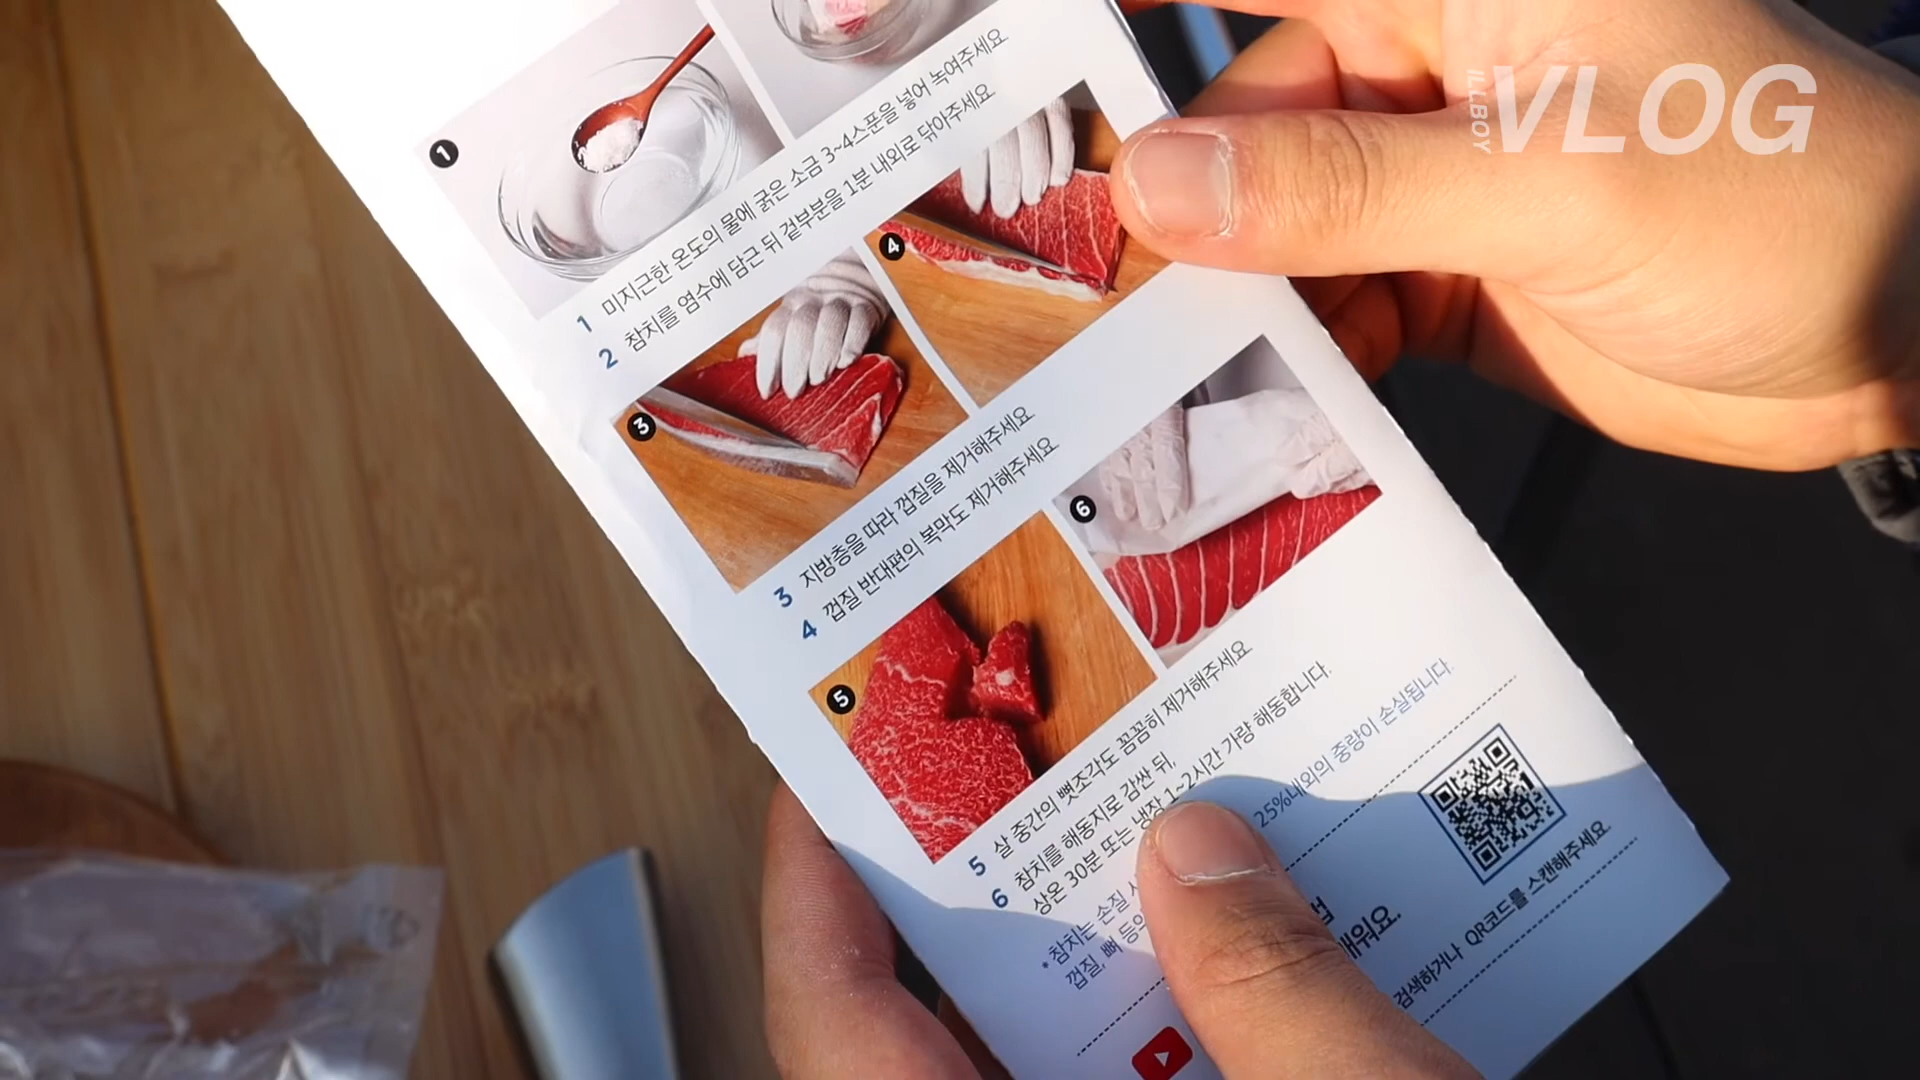 ILLBOY
VLOG
1
1 미지근한 온도의 물에 굵은 소금 3~4스푼을 넣어 녹여주세요.
2 참치를 염수에 담근 뒤 겉부분을 1분 내외로 닦아주세요.
3
4
3 지방층을 따라 껍질을 제거해주세요
4 껍질 반대편의 복막도 제거해주세요
5
6
5 살 중간의 뼛조각도 꼼꼼히 제거해주세요
6 참치를 해동지로 감싼 뒤,
상온 30분 또는 냉장 1~2시간 가량 해동합니다.
* 참치는 손질
껍질, 뼈 등의 25%내외의 중량이 손실됩니다.
검색하거나 QR코드를 스캔해주세요.